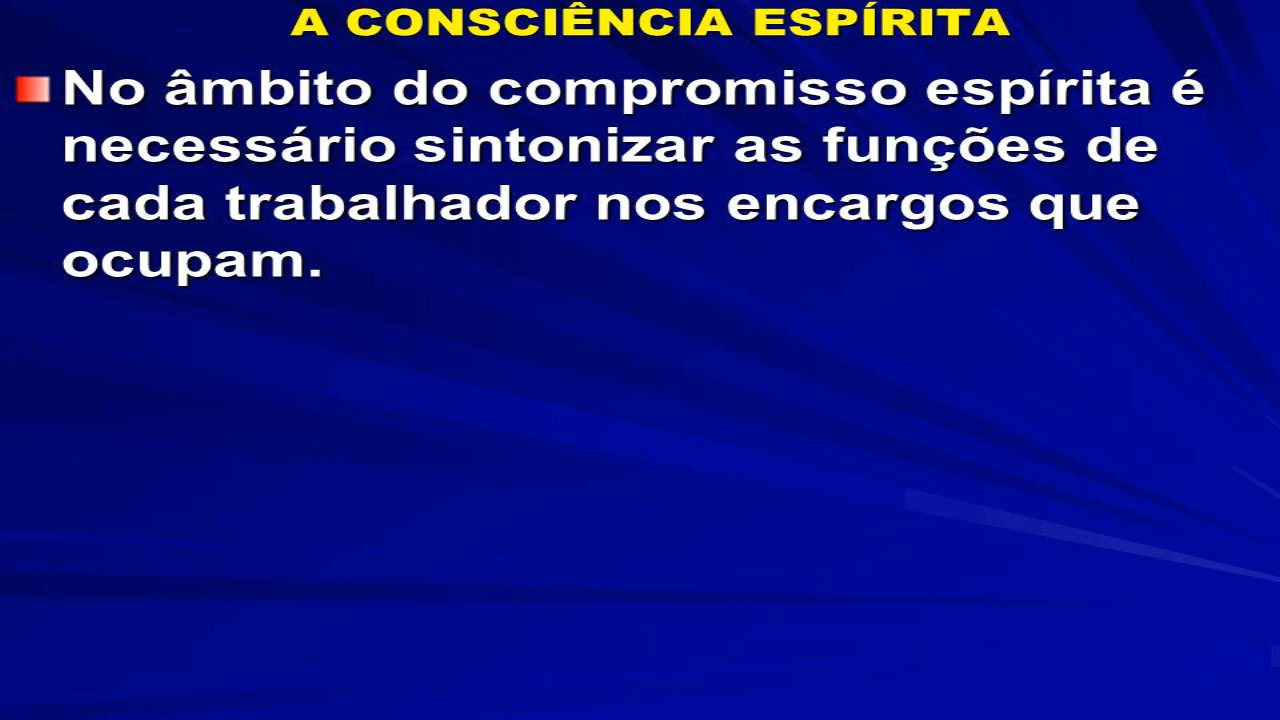 A CONSCIÊNCIA ESPÍRITA
No âmbito do compromisso espírita é
necessário sintonizar as funções de
cada trabalhador nos encargos que
ocupam.